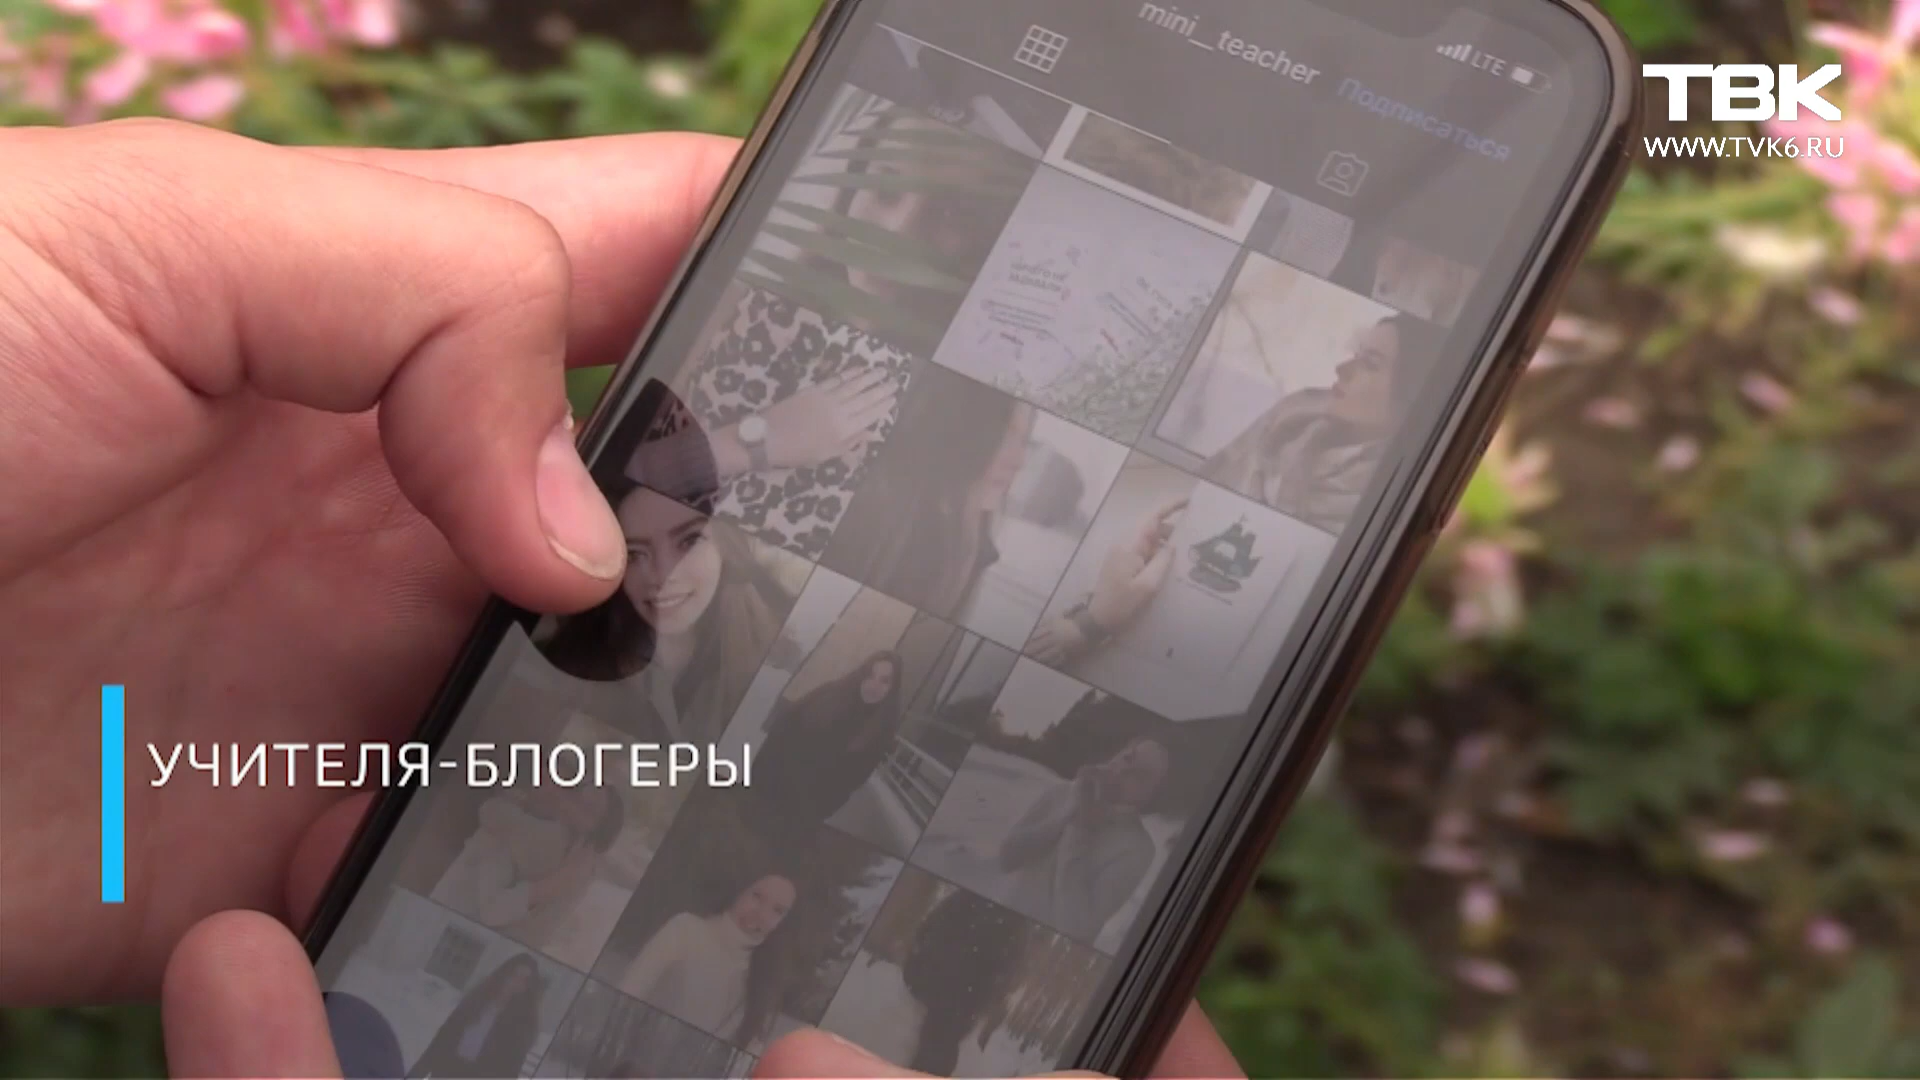 mini_teacher
LTE
Подписаться
ТВК
WWW.TVK6.RU
УЧИТЕЛЯ-БЛОГЕРЫ